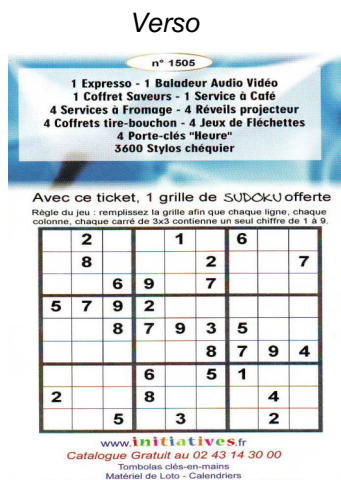 Verso
n° 1505
1 Expresso - 1 Baladeur Audio Vidéo
1 Coffret Saveurs - 1 Service à Café
4 Services à Fromage - 4 Réveils projecteur
4 Coffrets tire-bouchon - 4 Jeux de Fléchettes
4 Porte-clés "Heure"
3600 Stylos chéquier
Avec ce ticket, 1 grille de SUDOKU offerte
Règle du jeu : remplissez la grille afin que chaque ligne, chaque
colonne, chaque carré de 3x3 contienne un seul chiffre de 1 à 9.
2 1 6
8 2 7
6 9 7
5 7 9 2
8 7 9 3 5
8 7 9 4
6 5 1
2 8 4
5 3 2
www.initiatives.fr
Catalogue Gratuit au 02 43 14 30 00
Tombolas clés-en-mains
Matériel de Loto - Calendriers